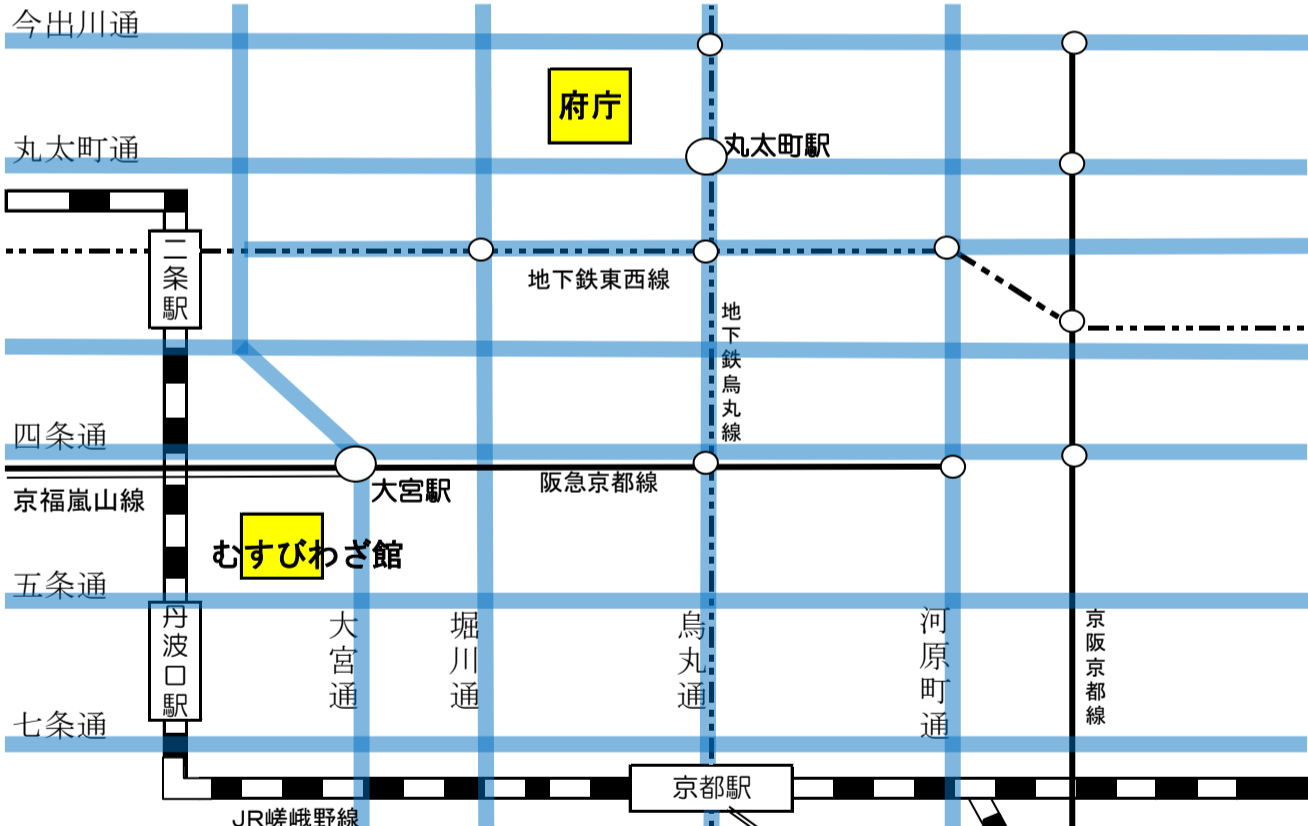 今出川通
府庁
丸太町通
丸太町駅
二条駅
地下鉄東西線
地下鉄烏丸線
四条通
大宮駅
阪急京都線
京福嵐山線
むすびわざ館
五条通
丹波口駅
大宮通
堀川通
烏丸通
河原町通
京阪京都線
七条通
京都駅
JR嵯峨野線